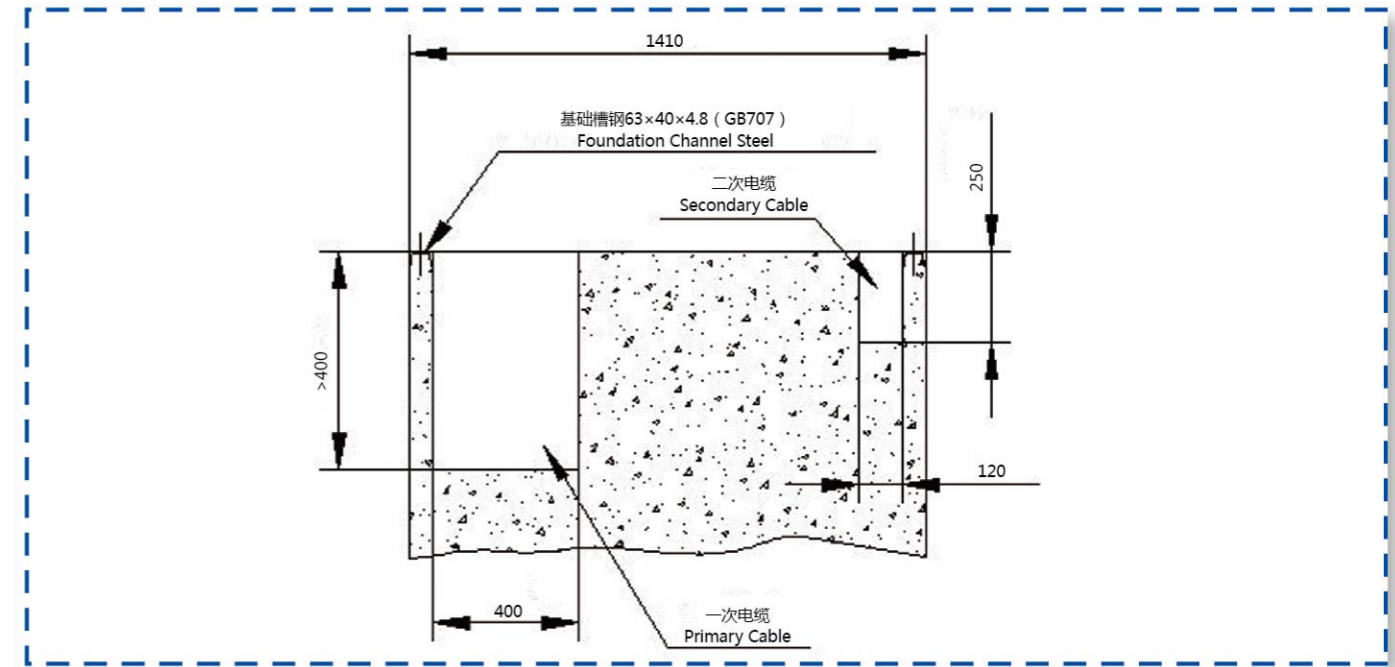 1410
基础槽钢63×40×4.8（GB707）
Foundation Channel Steel
二次电缆
Secondary Cable
250
>400
120
400
一次电缆
Primary Cable